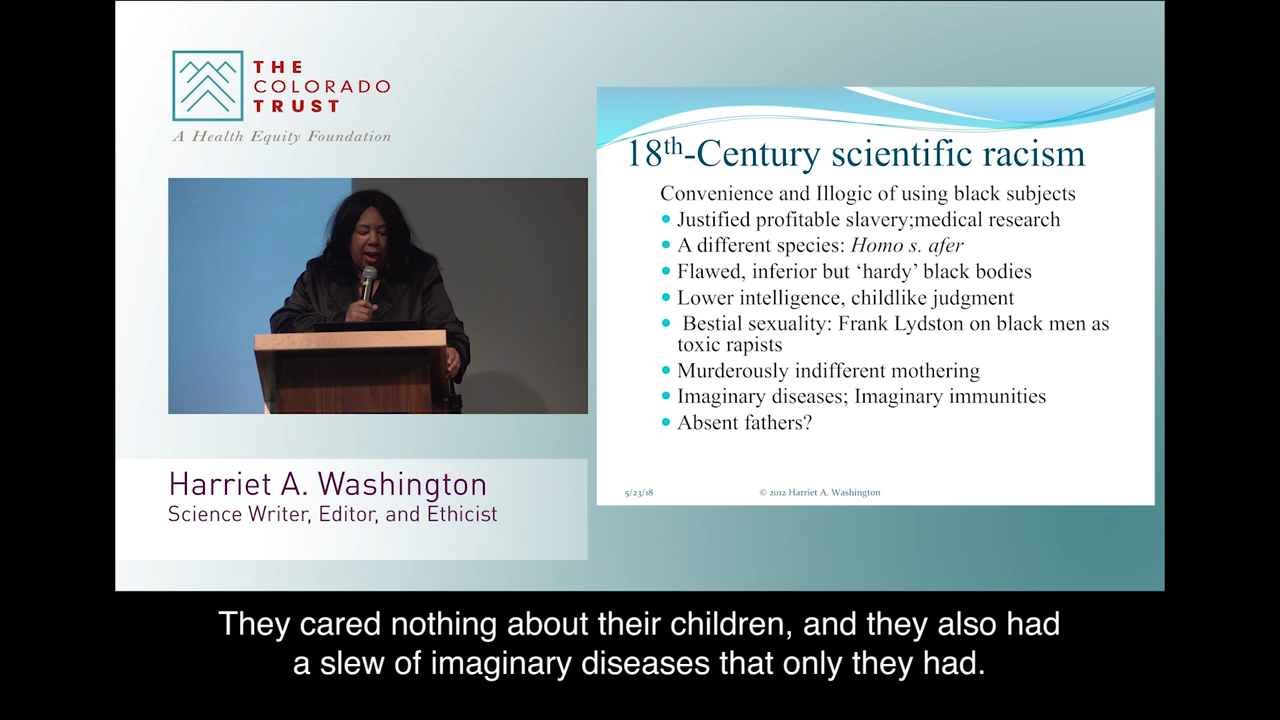 THE
COLORADO
TRUST
A Health Equity Foundation
18th-Century scientific racism
Convenience and Illogic of using black subjects
Justified profitable slavery;medical research
A different species: Homo s. afer
Flawed, inferior but ‘hardy’ black bodies
Lower intelligence, childlike judgment
Bestial sexuality: Frank Lydston on black men as
toxic rapists
Murderously indifferent mothering
Imaginary diseases; Imaginary immunities
Absent fathers?
5/23/18
© 2012 Harriet A. Washington
Harriet A. Washington
Science Writer, Editor, and Ethicist
They cared nothing about their children, and they also had
a slew of imaginary diseases that only they had.